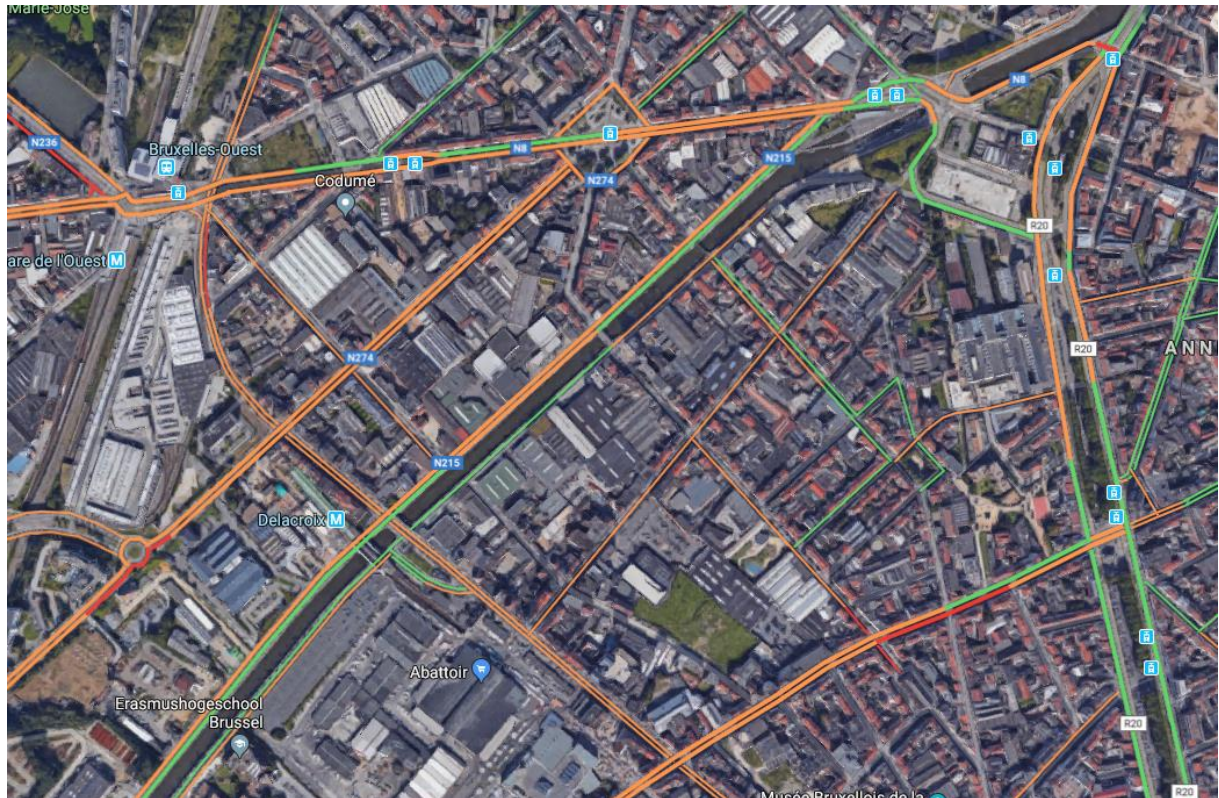 Marie-José
N8
N236
Bruxelles-Ouest
N8
N215
Codumé
N274
R20
are de l'Ouest M
N274
R20
ANN
N215
Delacroix M
Abattoir
Erasmushogeschool
Brussel
R20
R20
Musée Bruxellois de la